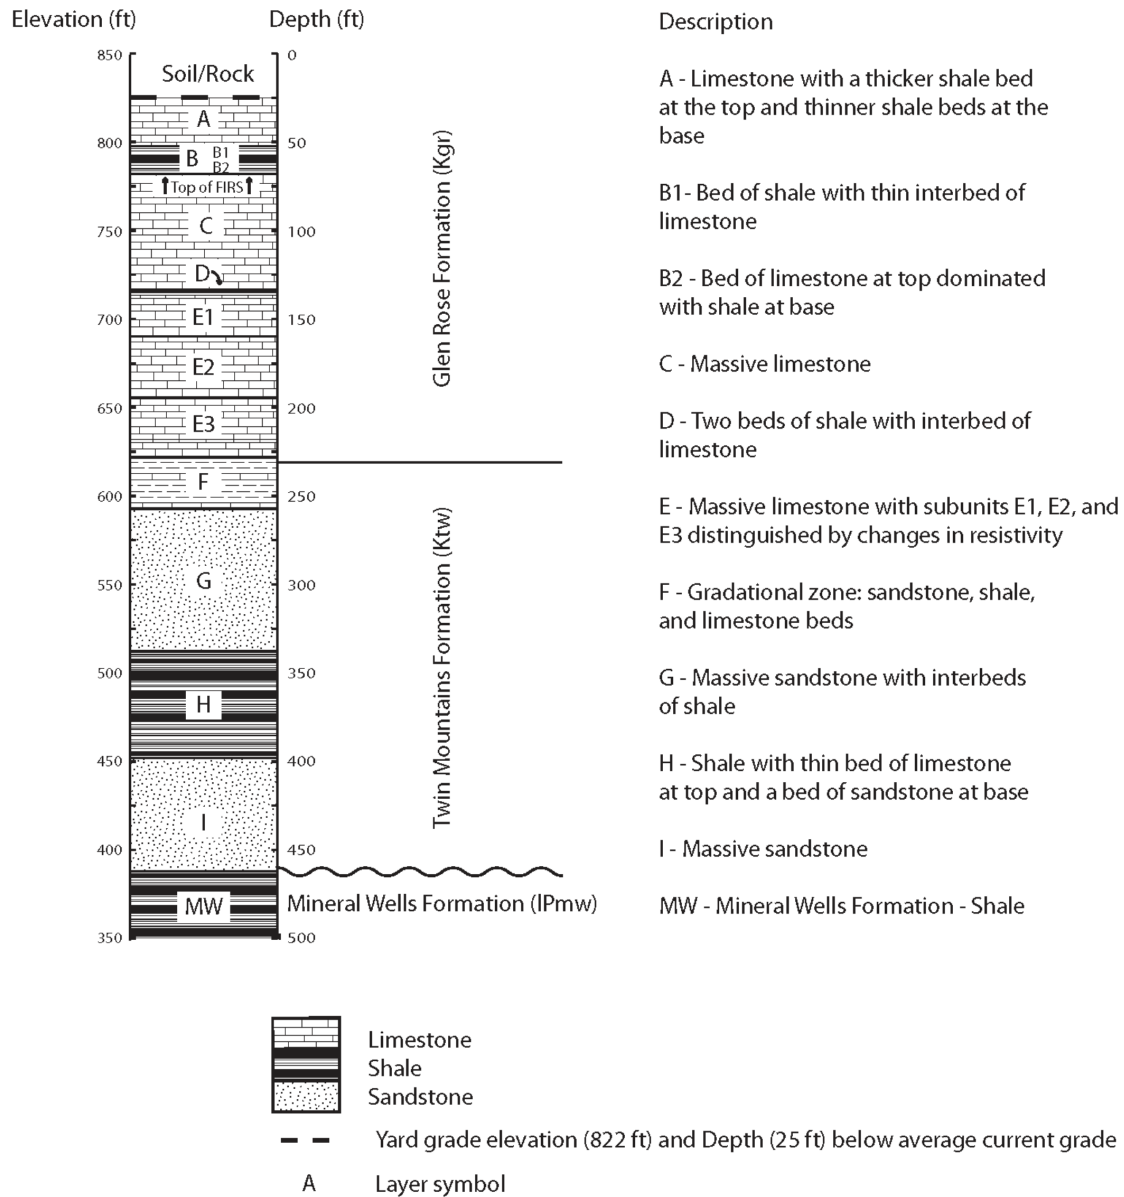 Elevation (ft)
Depth (ft)
Description
850
0
Soil/Rock
A
800
50
B
B1
B2
Top of FIRS
C
750
100
D
E1
700
150
E2
650
200
E3
F
600
250
G
550
300
500
350
H
450
400
I
400
450
MW
350
500
Glen Rose Formation (Kgr)
Twin Mountains Formation (Ktw)
Mineral Wells Formation (lPmw)
A - Limestone with a thicker shale bed
at the top and thinner shale beds at the
base
B1- Bed of shale with thin interbed of
limestone
B2 - Bed of limestone at top dominated
with shale at base
C - Massive limestone
D - Two beds of shale with interbed of
limestone
E - Massive limestone with subunits E1, E2, and
E3 distinguished by changes in resistivity
F - Gradational zone: sandstone, shale,
and limestone beds
G - Massive sandstone with interbeds
of shale
H - Shale with thin bed of limestone
at top and a bed of sandstone at base
I - Massive sandstone
MW - Mineral Wells Formation - Shale
Limestone
Shale
Sandstone
Yard grade elevation (822 ft) and Depth (25 ft) below average current grade
A
Layer symbol